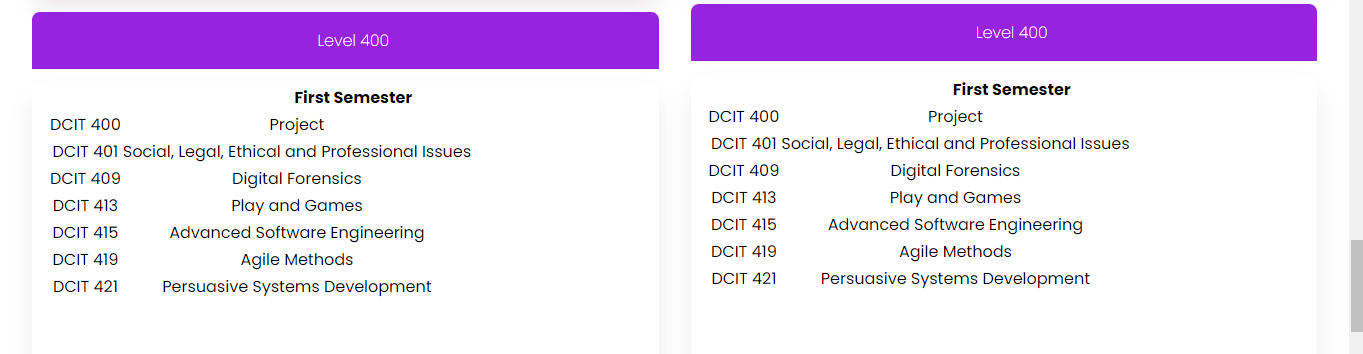 Level 400
First Semester
DCIT 400 Project
DCIT 401 Social, Legal, Ethical and Professional Issues
DCIT 409 Digital Forensics
DCIT 413 Play and Games
DCIT 415 Advanced Software Engineering
DCIT 419 Agile Methods
DCIT 421 Persuasive Systems Development
Level 400
First Semester
DCIT 400 Project
DCIT 401 Social, Legal, Ethical and Professional Issues
DCIT 409 Digital Forensics
DCIT 413 Play and Games
DCIT 415 Advanced Software Engineering
DCIT 419 Agile Methods
DCIT 421 Persuasive Systems Development